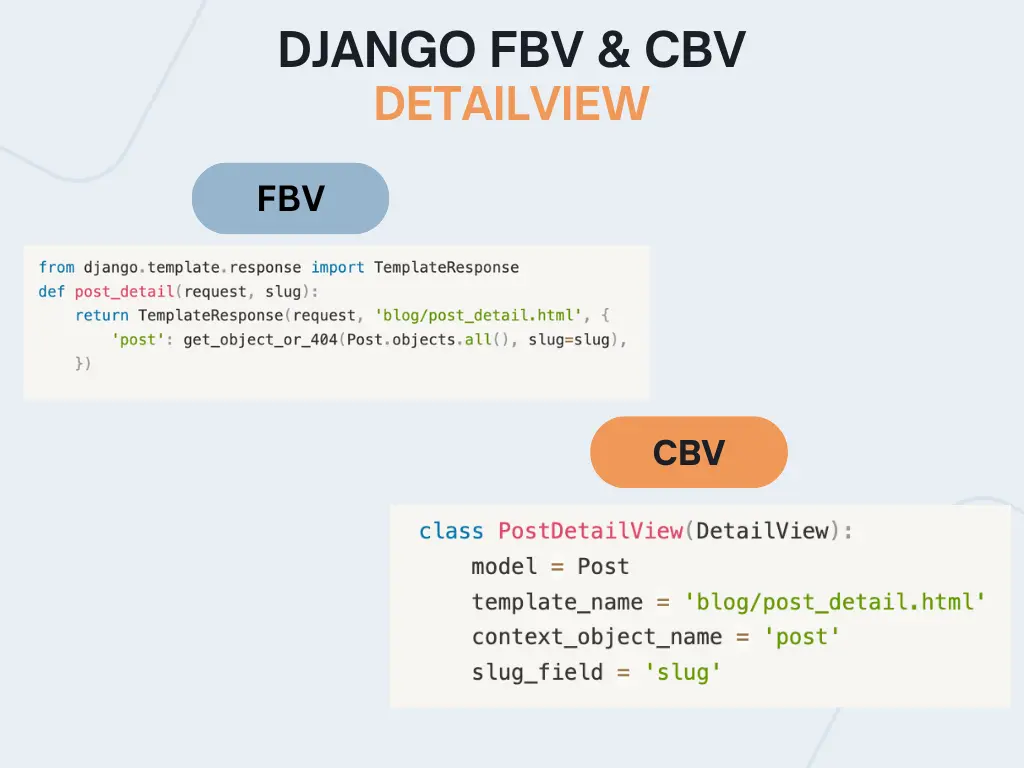 DJANGO FBV & CBV
DETAILVIEW
FBV
from django.template.response import TemplateResponse
def post_detail(request, slug):
    return TemplateResponse(request, 'blog/post_detail.html', {
        'post': get_object_or_404(Post.objects.all(), slug=slug),
    })
CBV
class PostDetailView(DetailView):
    model = Post
    template_name = 'blog/post_detail.html'
    context_object_name = 'post'
    slug_field = 'slug'